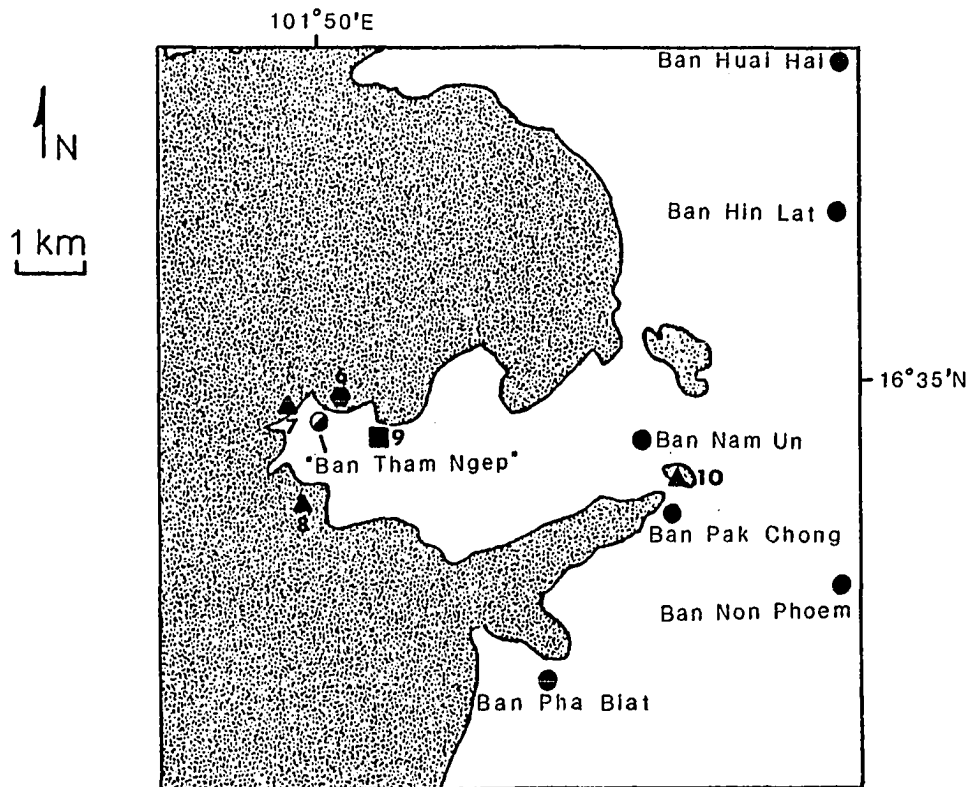 101°50'E
Ban Huai Hai
N
Ban Hin Lat
1 km
16°35'N
6
7
9
Ban Nam Un
"Ban Tham Ngep"
10
8
Ban Pak Chong
Ban Non Phoem
Ban Pha Blat